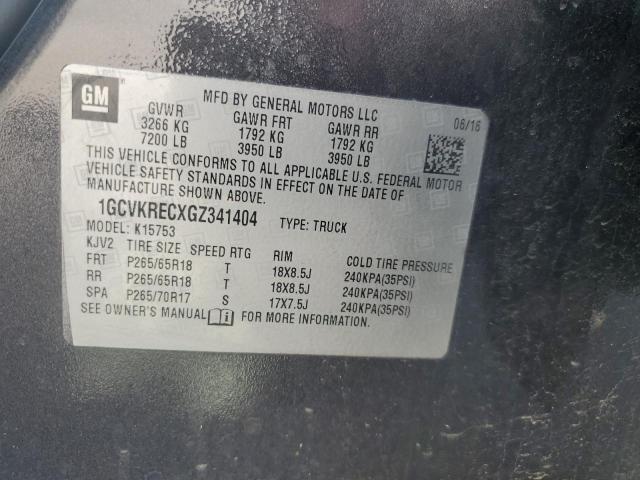 GM
MFD BY GENERAL MOTORS LLC
GVWR GAWR FRT GAWR RR 06/16
3266 KG 1792 KG 1792 KG
7200 LB 3950 LB 3950 LB
THIS VEHICLE CONFORMS TO ALL APPLICABLE U.S. FEDERAL MOTOR
VEHICLE SAFETY STANDARDS IN EFFECT ON THE DATE OF
MANUFACTURE SHOWN ABOVE.
1GCVKRECXGZ341404 TYPE: TRUCK
MODEL: K15753
KJV2 TIRE SIZE SPEED RTG RIM COLD TIRE PRESSURE
FRT P265/65R18 T 18X8.5J 240KPA(35PSI)
RR P265/65R18 T 18X8.5J 240KPA(35PSI)
SPA P265/70R17 S 17X7.5J 240KPA(35PSI)
SEE OWNER'S MANUAL i FOR MORE INFORMATION.